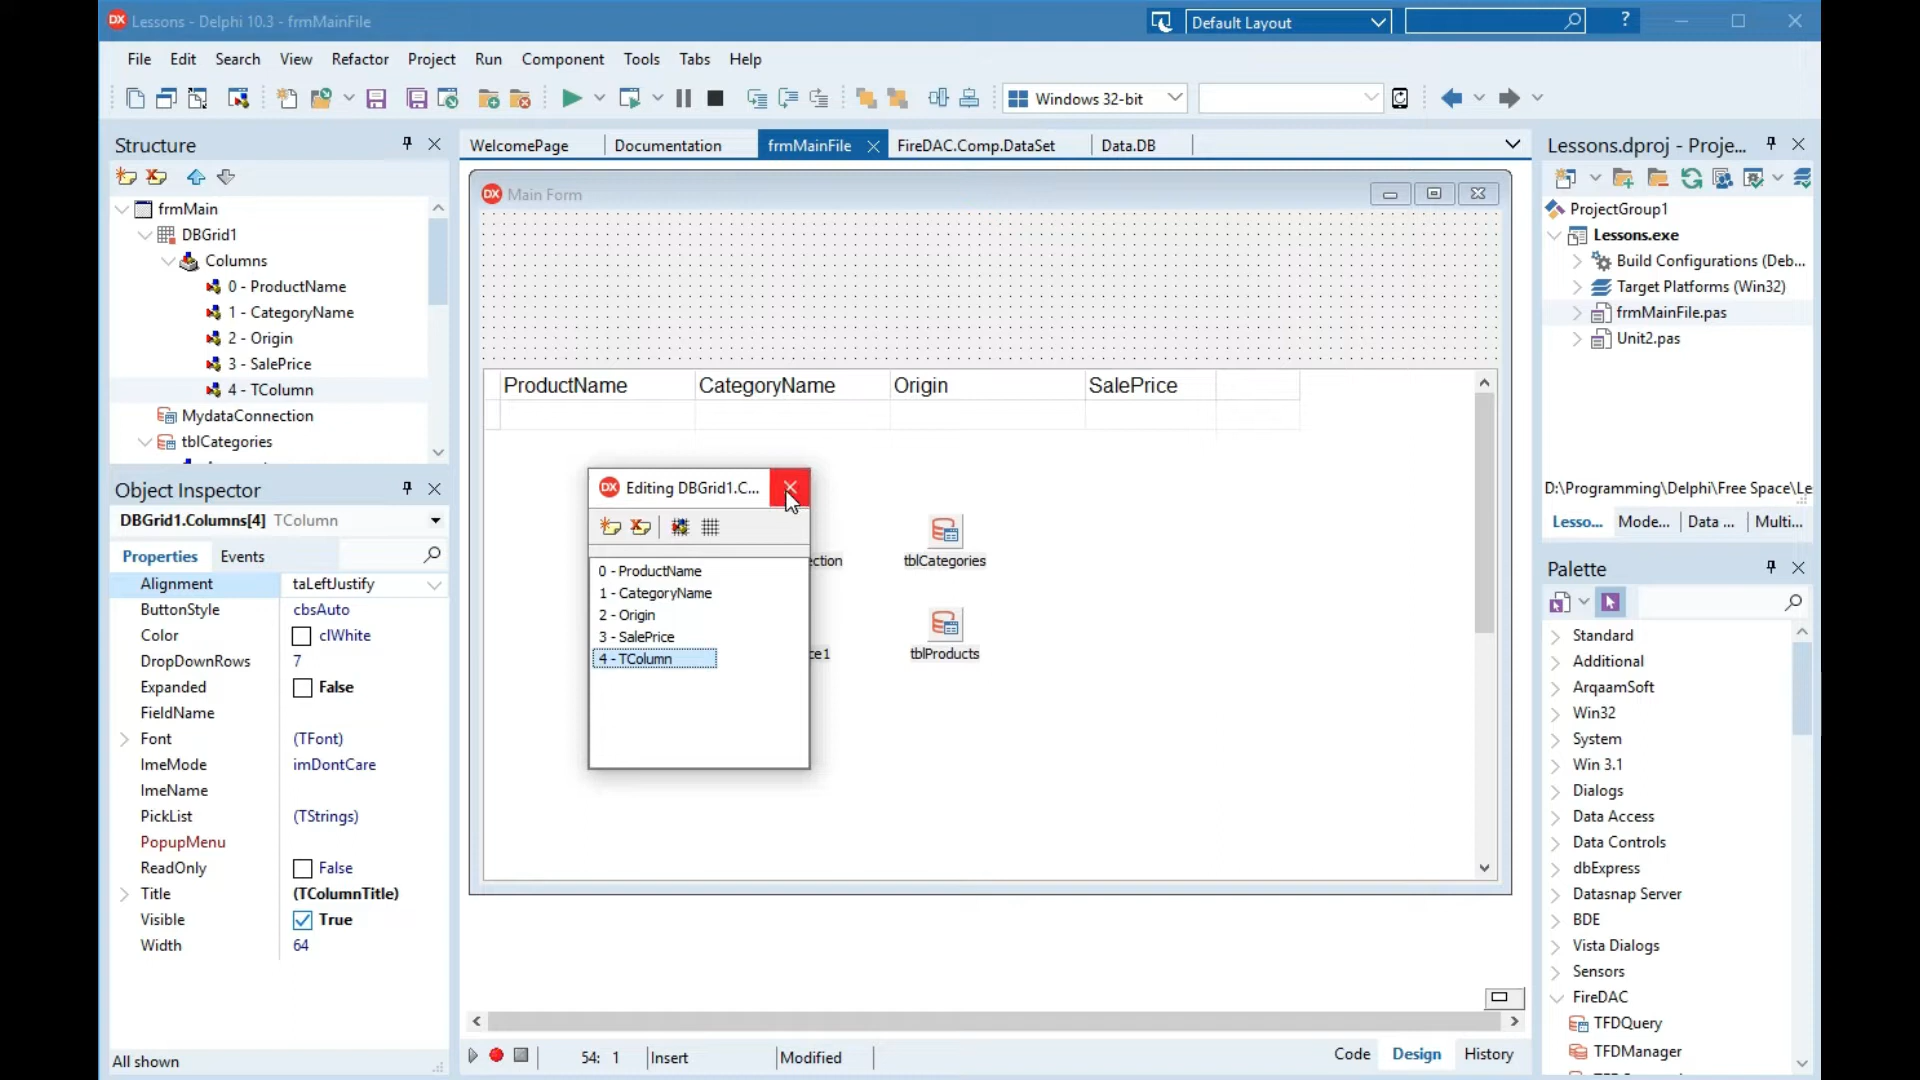 Lessons - Delphi 10.3 - frmMainFile
Default Layout
?
File Edit Search View Refactor Project Run Component Tools Tabs Help
Windows 32-bit
Structure
frmMain
DBGrid1
Columns
0 - ProductName
1 - CategoryName
2 - Origin
3 - SalePrice
4 - TColumn
MydataConnection
tblCategories
Object Inspector
DBGrid1.Columns[4] TColumn
Properties Events
Alignment taLeftJustify
ButtonStyle cbsAuto
Color clWhite
DropDownRows 7
Expanded False
FieldName
Font (TFont)
ImeMode imDontCare
ImeName
PickList (TStrings)
PopupMenu
ReadOnly False
Title (TColumnTitle)
Visible True
Width 64
All shown
WelcomePage Documentation frmMainFile FireDAC.Comp.DataSet Data.DB
DX Main Form
ProductName CategoryName Origin SalePrice
DX Editing DBGrid1.C...
0 - ProductName
1 - CategoryName
2 - Origin
3 - SalePrice
4 - TColumn
ction
tblCategories
ce1
tblProducts
54: 1 Insert Modified
Code Design History
Lessons.dproj - Proje...
ProjectGroup1
Lessons.exe
Build Configurations (Deb...
Target Platforms (Win32)
frmMainFile.pas
Unit2.pas
D:\Programming\Delphi\Free Space\Le
Lesso... Mode... Data ... Multi...
Palette
Standard
Additional
ArqaamSoft
Win32
System
Win 3.1
Dialogs
Data Access
Data Controls
dbExpress
Datasnap Server
BDE
Vista Dialogs
Sensors
FireDAC
TFDQuery
TFDManager